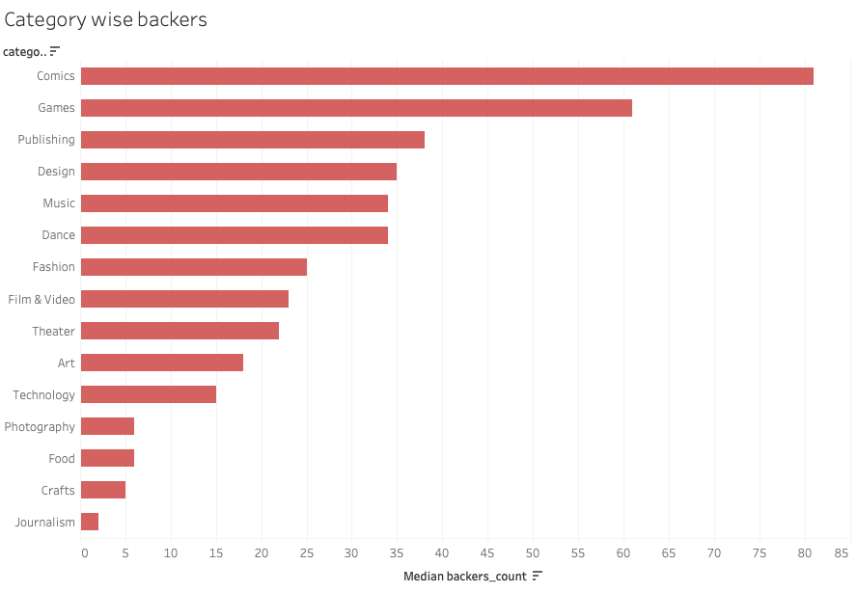 Category wise backers
catego..
Comics
Games
Publishing
Design
Music
Dance
Fashion
Film & Video
Theater
Art
Technology
Photography
Food
Crafts
Journalism
0 5 10 15 20 25 30 35 40 45 50 55 60 65 70 75 80 85
Median backers_count